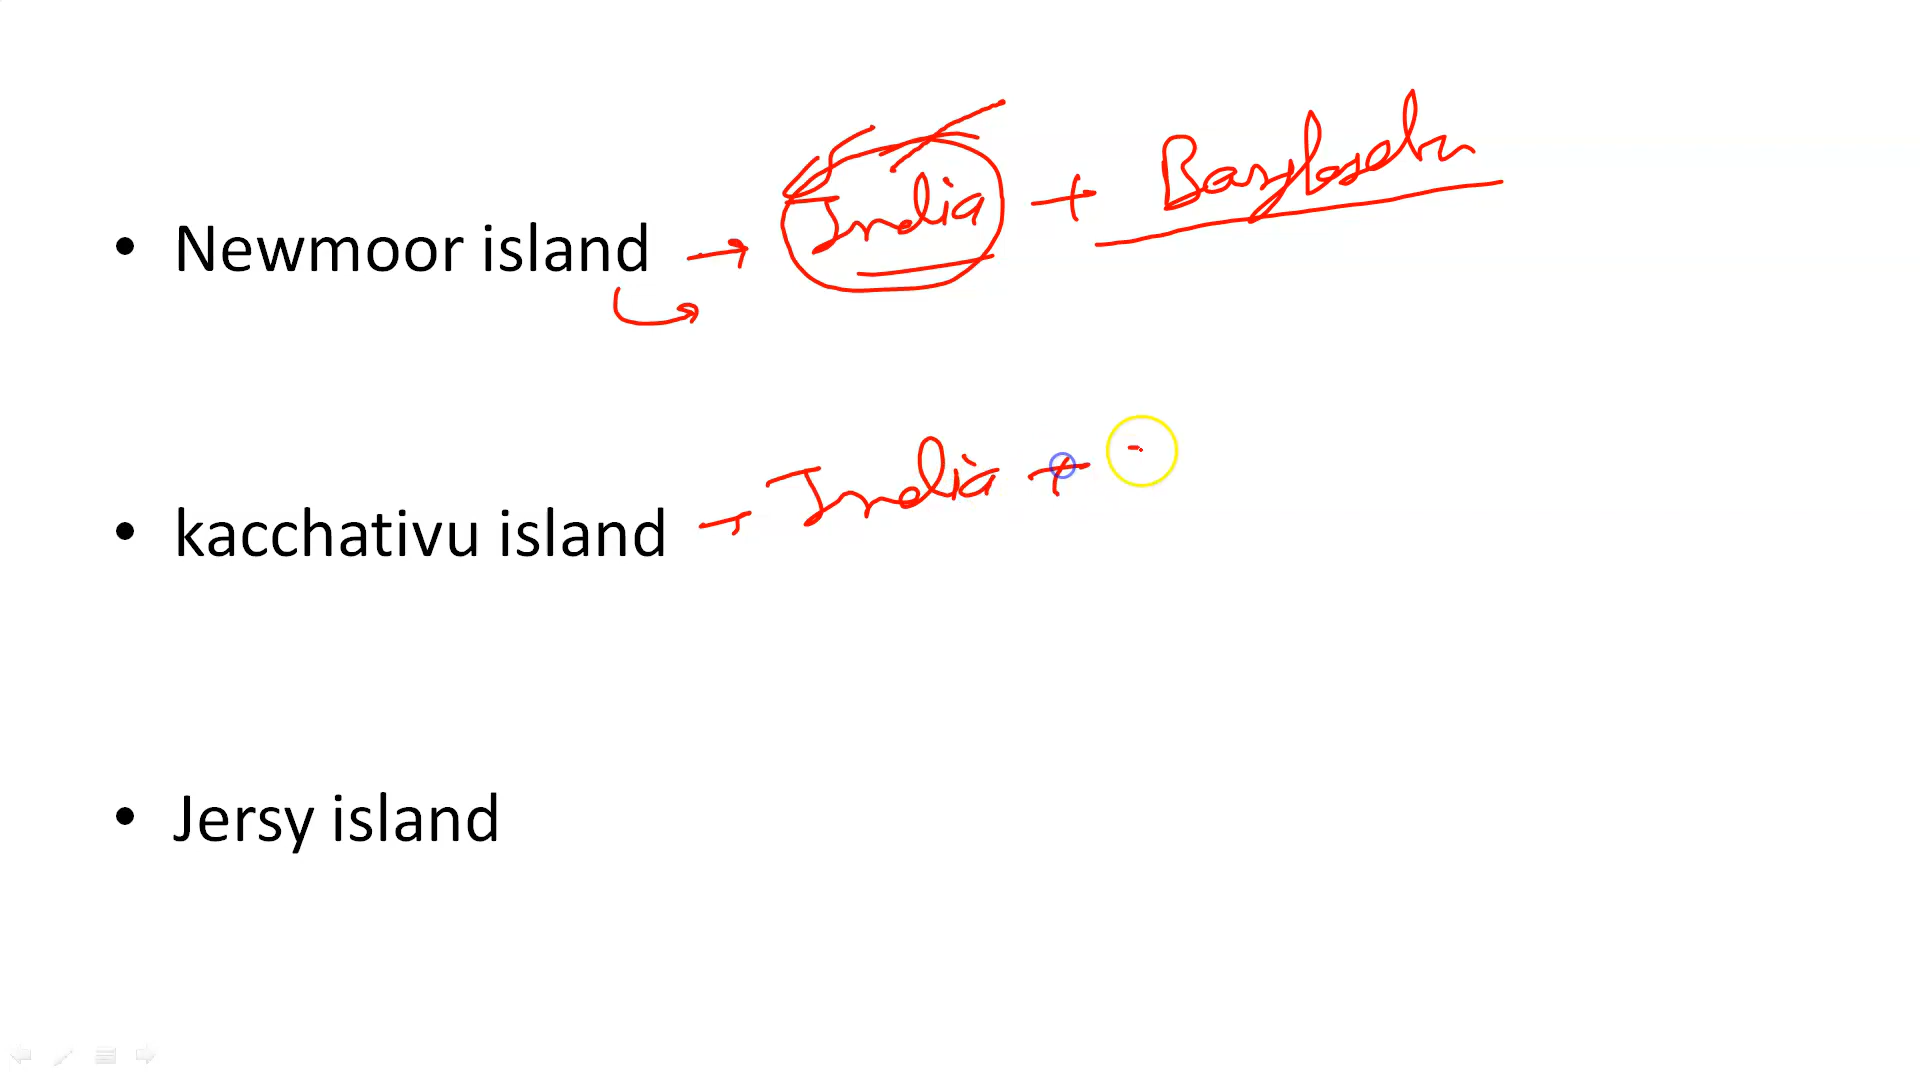 • Newmoor island → India + Bangladesh
• kacchativu island → India +
• Jersy island